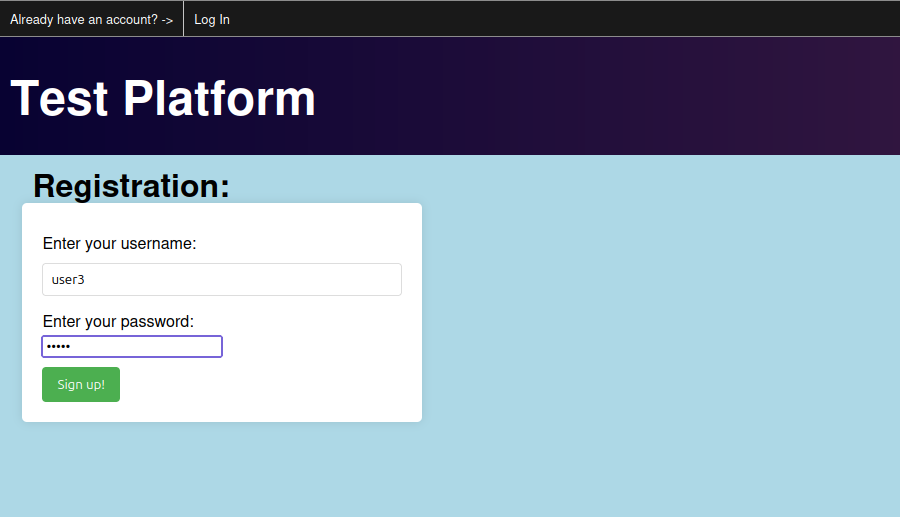 Already have an account? -> Log In
Test Platform
Registration:
Enter your username:
user3
Enter your password:
•••••
Sign up!